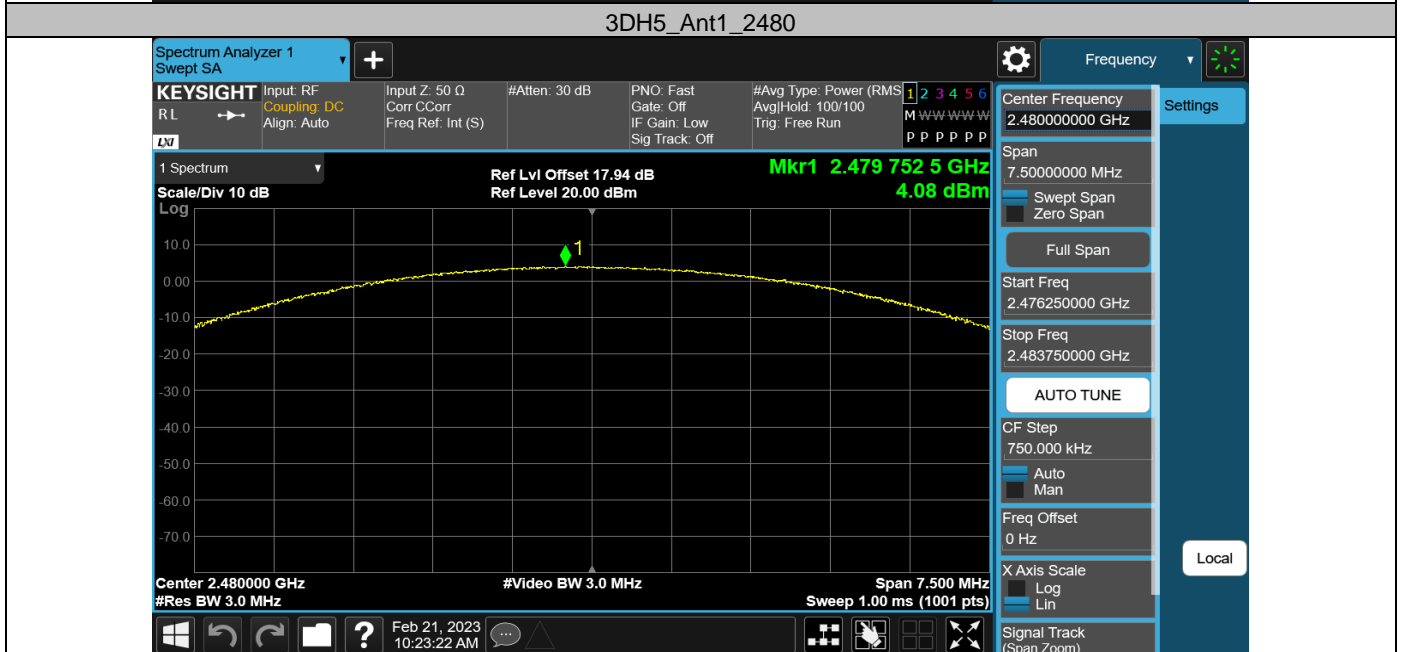 3DH5_Ant1_2480
Spectrum Analyzer 1
Swept SA
Frequency
KEYSIGHT
RL
LXI
Input: RF
Coupling: DC
Align: Auto
Input Z: 50 Ω
Corr CCorr
Freq Ref: Int (S)
#Atten: 30 dB
PNO: Fast
Gate: Off
IF Gain: Low
Sig Track: Off
#Avg Type: Power (RMS
Avg|Hold: 100/100
Trig: Free Run
1 2 3 4 5 6
M W W W W W
P P P P P P
1 Spectrum
Scale/Div 10 dB
Log
Ref Lvl Offset 17.94 dB
Ref Level 20.00 dBm
Mkr1 2.479 752 5 GHz
4.08 dBm
1
10.0
0.00
-10.0
-20.0
-30.0
-40.0
-50.0
-60.0
-70.0
Center 2.480000 GHz
#Res BW 3.0 MHz
#Video BW 3.0 MHz
Span 7.500 MHz
Sweep 1.00 ms (1001 pts)
Center Frequency
2.480000000 GHz
Settings
Span
7.50000000 MHz
Swept Span
Zero Span
Full Span
Start Freq
2.476250000 GHz
Stop Freq
2.483750000 GHz
AUTO TUNE
CF Step
750.000 kHz
Auto
Man
Freq Offset
0 Hz
X Axis Scale
Log
Lin
Local
Signal Track
(Span Zoom)
?
Feb 21, 2023
10:23:22 AM